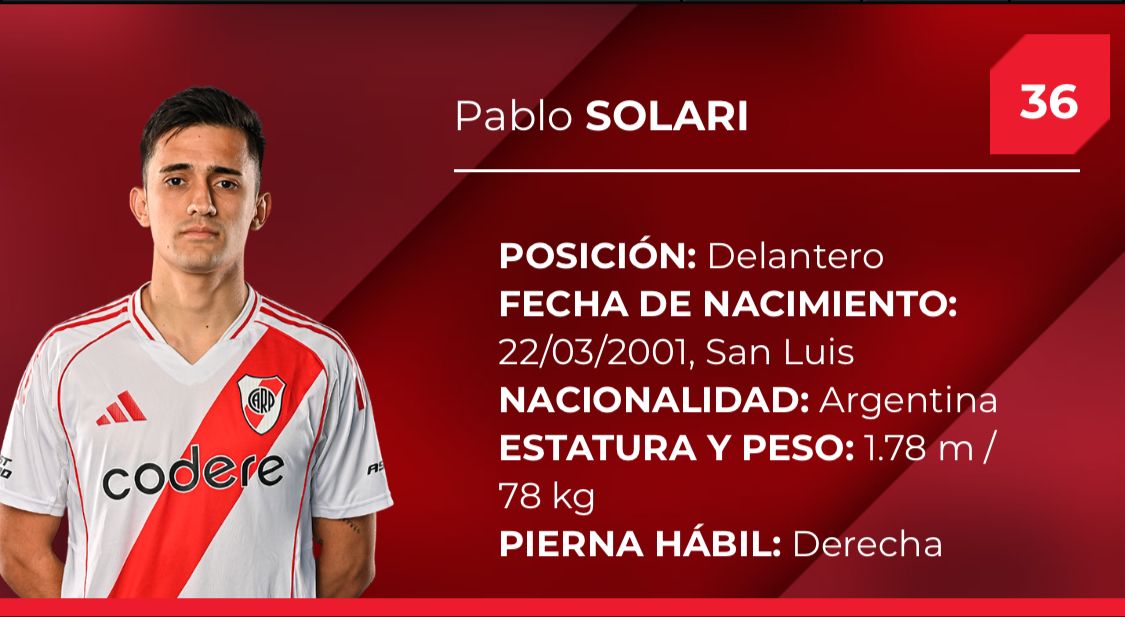 Pablo SOLARI
36
POSICIÓN: Delantero
FECHA DE NACIMIENTO:
22/03/2001, San Luis
NACIONALIDAD: Argentina
ESTATURA Y PESO: 1.78 m /
78 kg
PIERNA HÁBIL: Derecha
CARP
codere